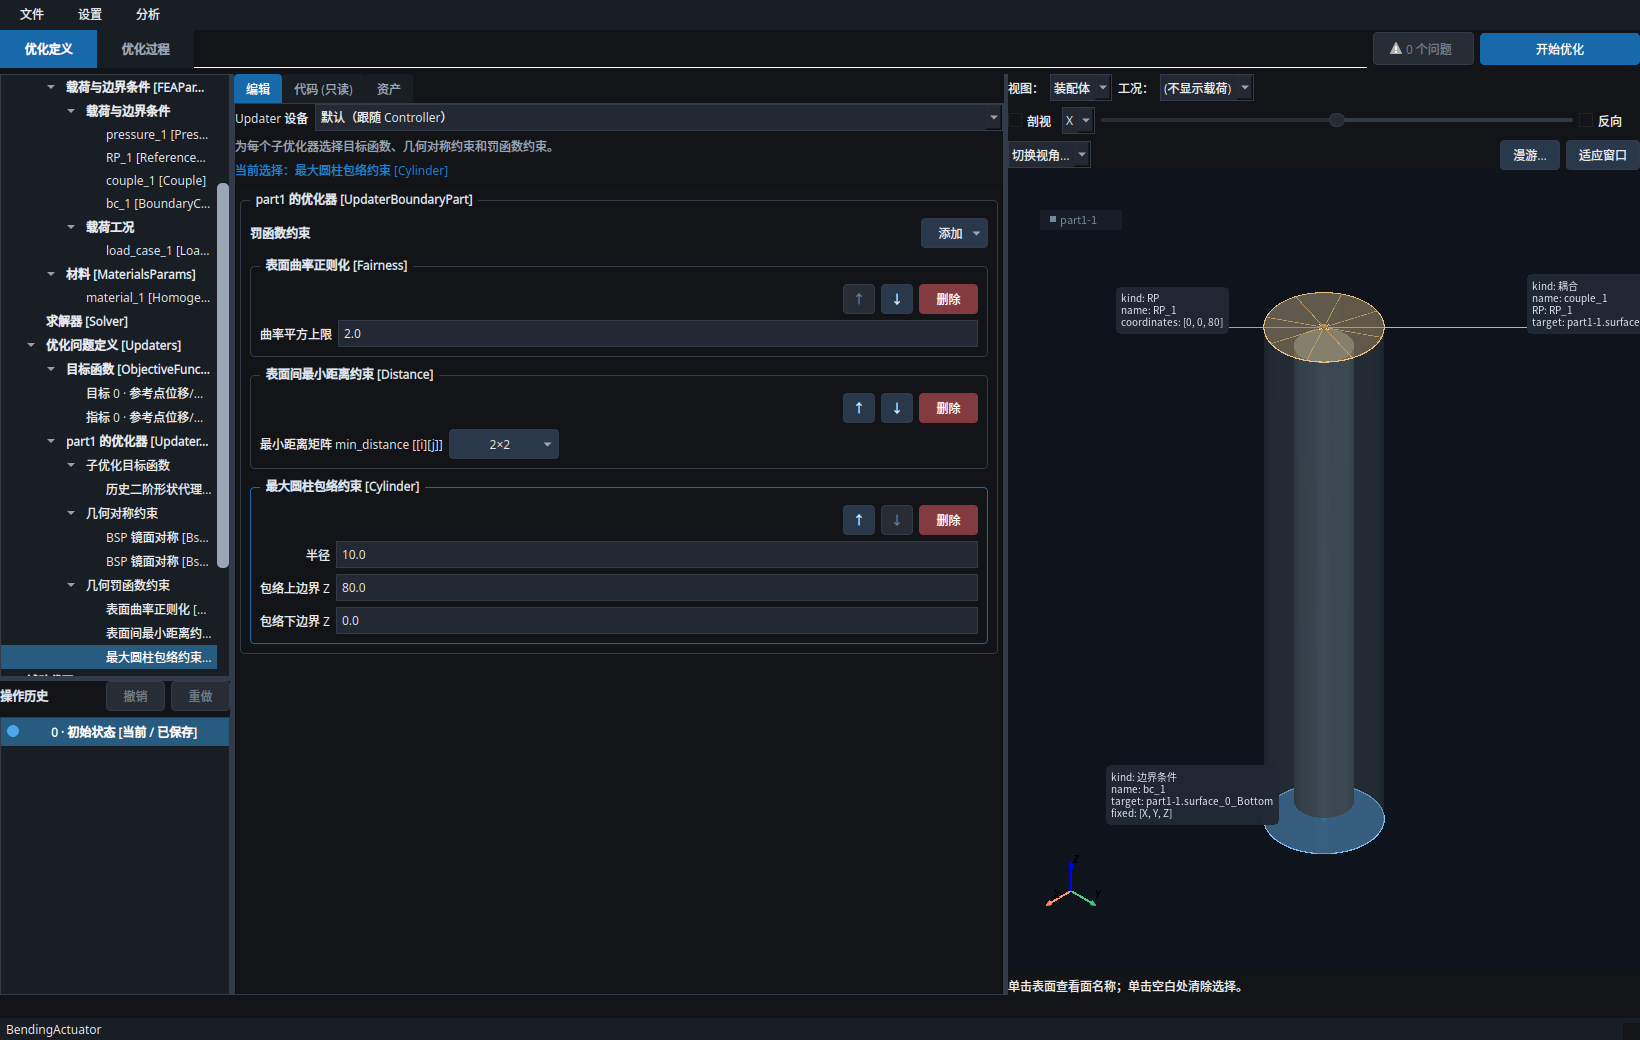 文件 设置 分析
优化定义 优化过程 0 个问题 开始优化
载荷与边界条件 [FEAPar...
载荷与边界条件
pressure_1 [Pres...
RP_1 [Reference...
couple_1 [Couple]
bc_1 [BoundaryC...
载荷工况
load_case_1 [Loa...
材料 [MaterialsParams]
material_1 [Homoge...
求解器 [Solver]
优化问题定义 [Updaters]
目标函数 [ObjectiveFunc...
目标 0 · 参考点位移/...
指标 0 · 参考点位移/...
part1 的优化器 [Updater...
子优化目标函数
历史二阶形状代理...
几何对称约束
BSP 镜面对称 [Bs...
BSP 镜面对称 [Bs...
几何罚函数约束
表面曲率正则化 [...
表面间最小距离约...
最大圆柱包络约束...
操作历史 撤销 重做
0 · 初始状态 [当前 / 已保存]
编辑 代码 (只读) 资产
Updater 设备 默认（跟随 Controller）
为每个子优化器选择目标函数、几何对称约束和罚函数约束。
当前选择：最大圆柱包络约束 [Cylinder]
part1 的优化器 [UpdaterBoundaryPart]
罚函数约束 添加
表面曲率正则化 [Fairness]
↑ ↓ 删除
曲率平方上限 2.0
表面间最小距离约束 [Distance]
↑ ↓ 删除
最小距离矩阵 min_distance [[i][j]] 2×2
最大圆柱包络约束 [Cylinder]
↑ ↓ 删除
半径 10.0
包络上边界 Z 80.0
包络下边界 Z 0.0
视图： 装配体 工况： (不显示载荷)
剖视 X 反向
切换视角... 漫游... 适应窗口
part1-1
kind: RP
name: RP_1
coordinates: [0, 0, 80]
kind: 耦合
name: couple_1
RP: RP_1
target: part1-1.surface
kind: 边界条件
name: bc_1
target: part1-1.surface_0_Bottom
fixed: [X, Y, Z]
Z
Y
单击表面查看面名称；单击空白处清除选择。
BendingActuator